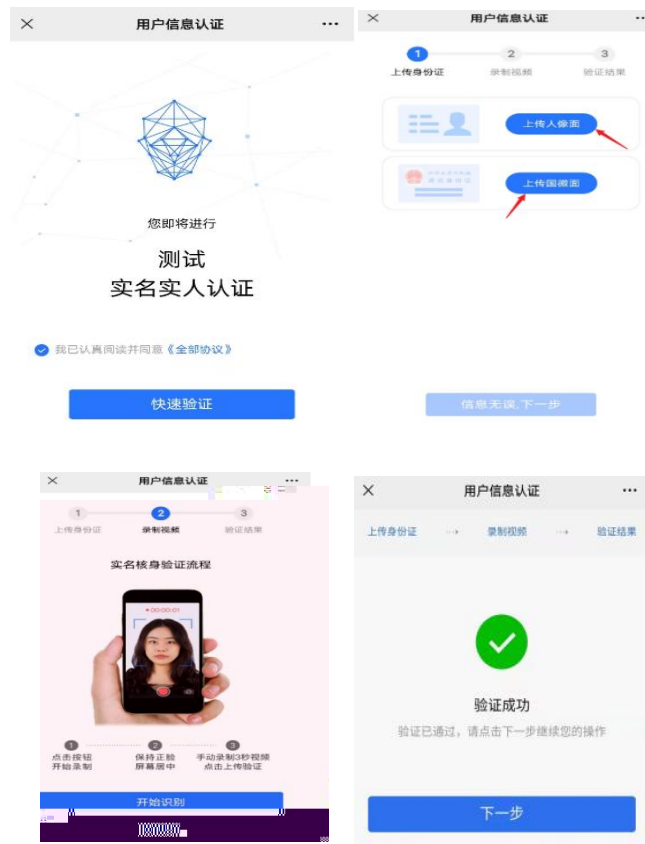 用户信息认证
您即将进行
测试
实名实人认证
我已认真阅读并同意《全部协议》
快速验证
用户信息认证
1 2 3
上传身份证 录制视频 验证结果
上传人像面
上传国徽面
信息无误,下一步
用户信息认证
1 2 3
上传身份证 录制视频 验证结果
实名核身验证流程
00:00:01
1 2 3
点击按钮 保持正脸 手动录制3秒视频
开始录制 屏幕居中 点击上传验证
开始识别
用户信息认证
上传身份证 录制视频 验证结果
验证成功
验证已通过，请点击下一步继续您的操作
下一步